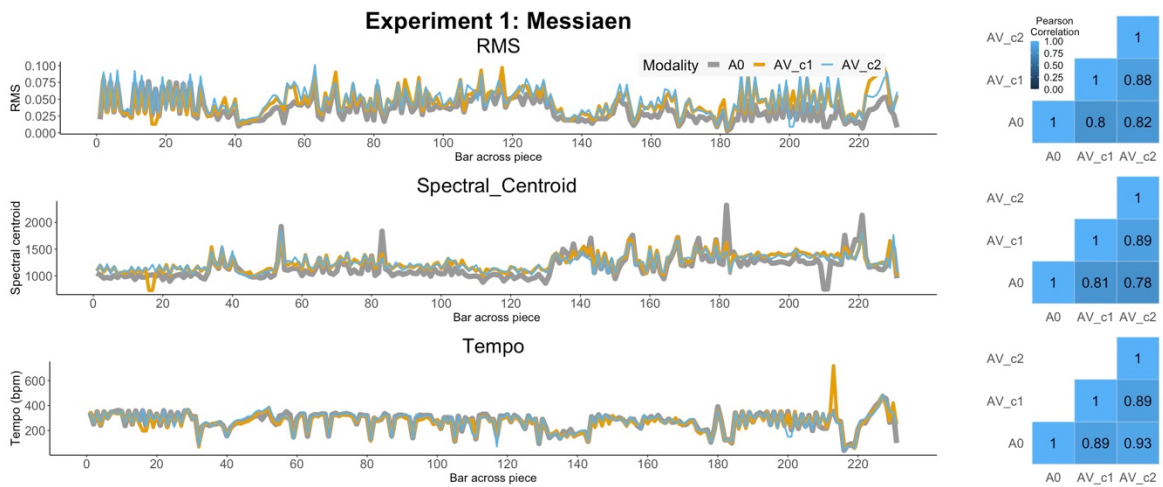 Experiment 1: Messiaen
RMS
Modality A0 AV_c1 AV_c2
RMS
0.100
0.075
0.050
0.025
0.000
0 20 40 60 80 100 120 140 160 180 200 220
Bar across piece
Pearson
Correlation
1.00
0.75
0.50
0.25
0.00
AV_c2 1
AV_c1 1 0.88
A0 1 0.8 0.82
A0 AV_c1 AV_c2
Spectral_Centroid
Spectral centroid
2000
1500
1000
0 20 40 60 80 100 120 140 160 180 200 220
Bar across piece
AV_c2 1
AV_c1 1 0.89
A0 1 0.81 0.78
A0 AV_c1 AV_c2
Tempo
Tempo (bpm)
600
400
200
0 20 40 60 80 100 120 140 160 180 200 220
Bar across piece
AV_c2 1
AV_c1 1 0.89
A0 1 0.89 0.93
A0 AV_c1 AV_c2